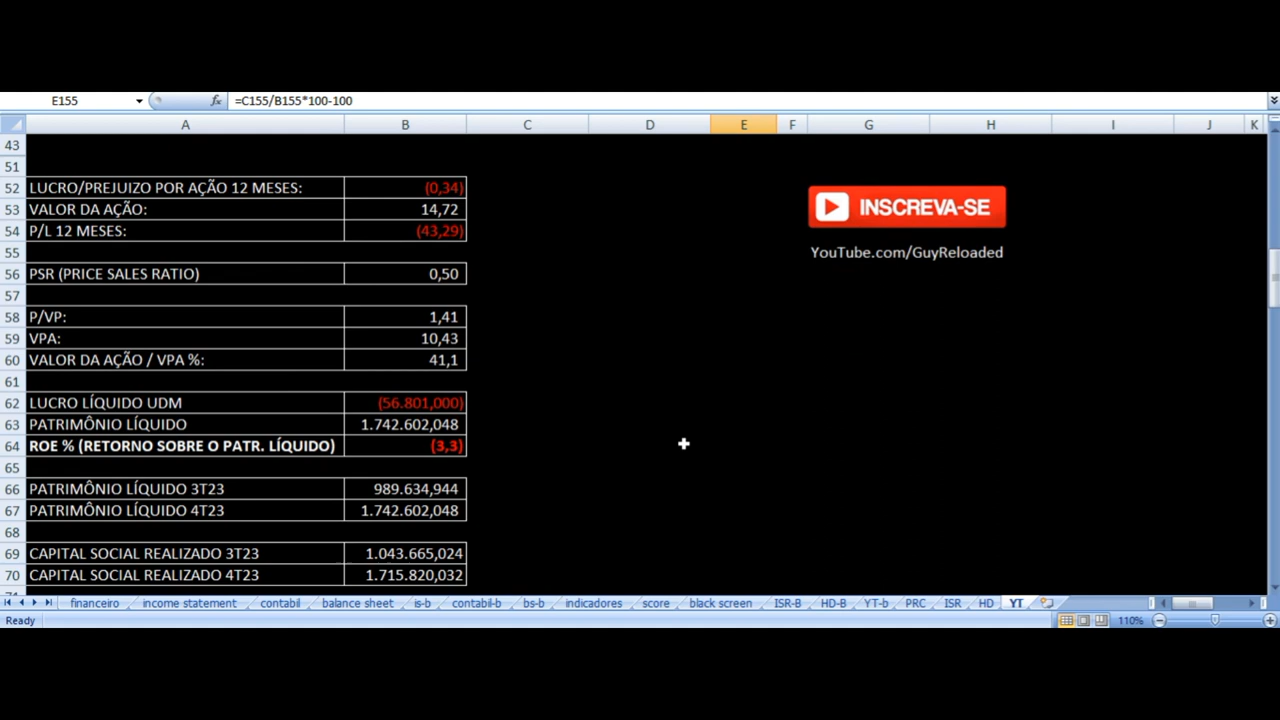 E155 fx =C155/B155*100-100
A B C D E F G H I J K
43
51
52 LUCRO/PREJUIZO POR AÇÃO 12 MESES: (0,34)
53 VALOR DA AÇÃO: 14,72
54 P/L 12 MESES: (43,29)
55
56 PSR (PRICE SALES RATIO) 0,50
57
58 P/VP: 1,41
59 VPA: 10,43
60 VALOR DA AÇÃO / VPA %: 41,1
61
62 LUCRO LÍQUIDO UDM (56.801,000)
63 PATRIMÔNIO LÍQUIDO 1.742.602,048
64 ROE % (RETORNO SOBRE O PATR. LÍQUIDO) (3,3)
65
66 PATRIMÔNIO LÍQUIDO 3T23 989.634,944
67 PATRIMÔNIO LÍQUIDO 4T23 1.742.602,048
68
69 CAPITAL SOCIAL REALIZADO 3T23 1.043.665,024
70 CAPITAL SOCIAL REALIZADO 4T23 1.715.820,032
INSCREVA-SE
YouTube.com/GuyReloaded
financeiro income statement contabil balance sheet is-b contabil-b bs-b indicadores score black screen ISR-B HD-B YT-b PRC ISR HD YT
Ready 110%